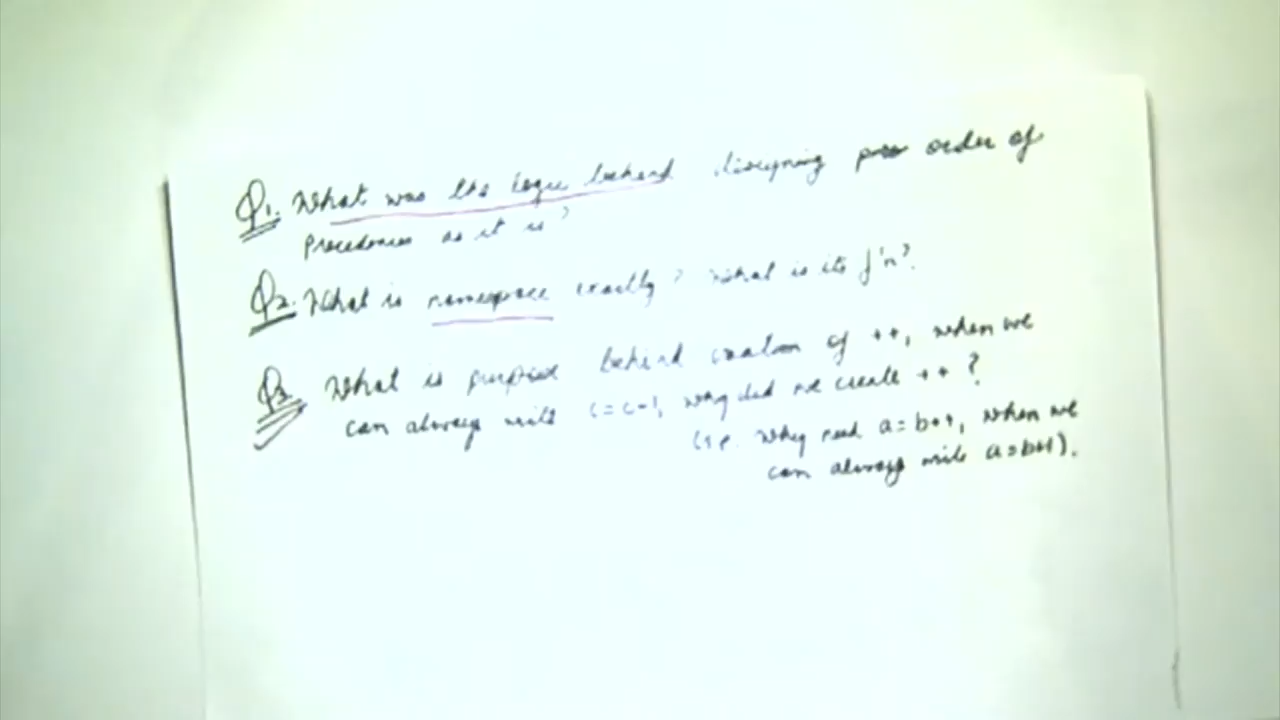 Q1. What was the logic behind designing order of
Precedences as it is?
Q2. What is namespace exactly? What is its f'n?
Q3. What is purpose behind creation of ++, when we
can always write c=c+1, why did we create ++ ?
(i.e. Why need a=b++, when we
can always write a=b+1).